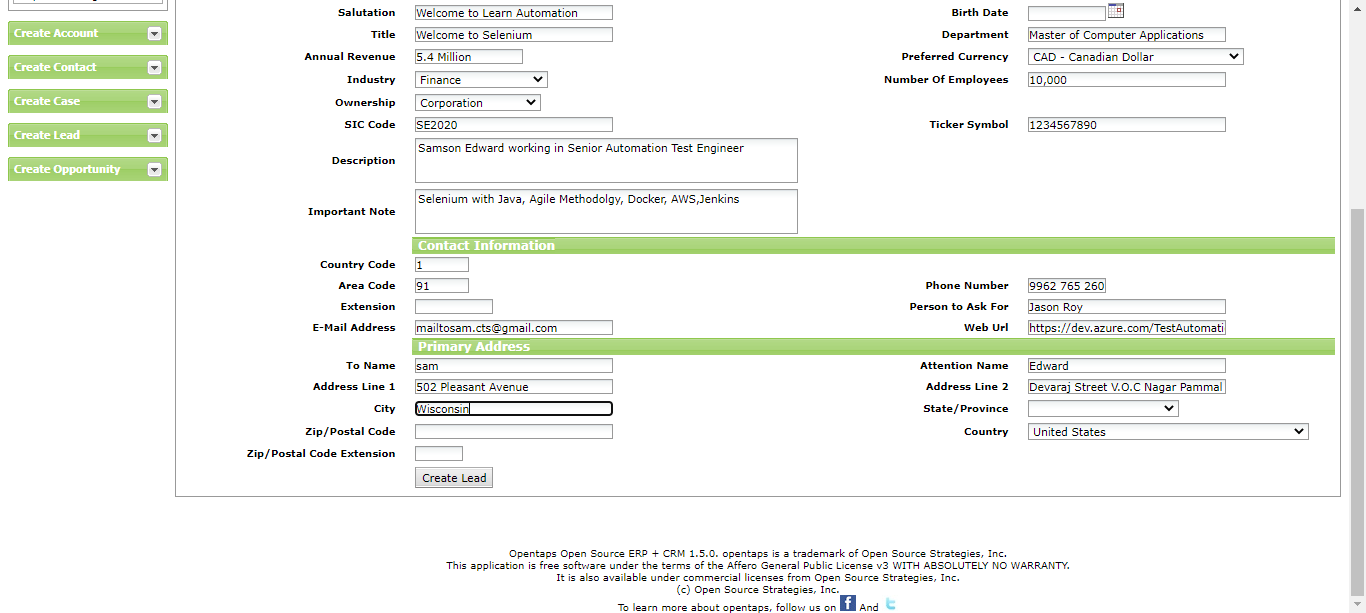 Salutation Welcome to Learn Automation Birth Date
Create Account Title Welcome to Selenium Department Master of Computer Applications
Annual Revenue 5.4 Million Preferred Currency CAD - Canadian Dollar
Create Contact Industry Finance Number Of Employees 10,000
Create Case Ownership Corporation
SIC Code SE2020 Ticker Symbol 1234567890
Create Lead
Description Samson Edward working in Senior Automation Test Engineer
Create Opportunity
Important Note Selenium with Java, Agile Methodolgy, Docker, AWS,Jenkins
Contact Information
Country Code 1
Area Code 91 Phone Number 9962 765 260
Extension Person to Ask For Jason Roy
E-Mail Address mailtosam.cts@gmail.com Web Url https://dev.azure.com/TestAutomati
Primary Address
To Name sam Attention Name Edward
Address Line 1 502 Pleasant Avenue Address Line 2 Devaraj Street V.O.C Nagar Pammal
City Wisconsin State/Province
Zip/Postal Code Country United States
Zip/Postal Code Extension
Create Lead
Opentaps Open Source ERP + CRM 1.5.0. opentaps is a trademark of Open Source Strategies, Inc.
This application is free software under the terms of the Affero General Public License v3 WITH ABSOLUTELY NO WARRANTY.
It is also available under commercial licenses from Open Source Strategies, Inc.
(c) Open Source Strategies, Inc.
To learn more about opentaps, follow us on f And t